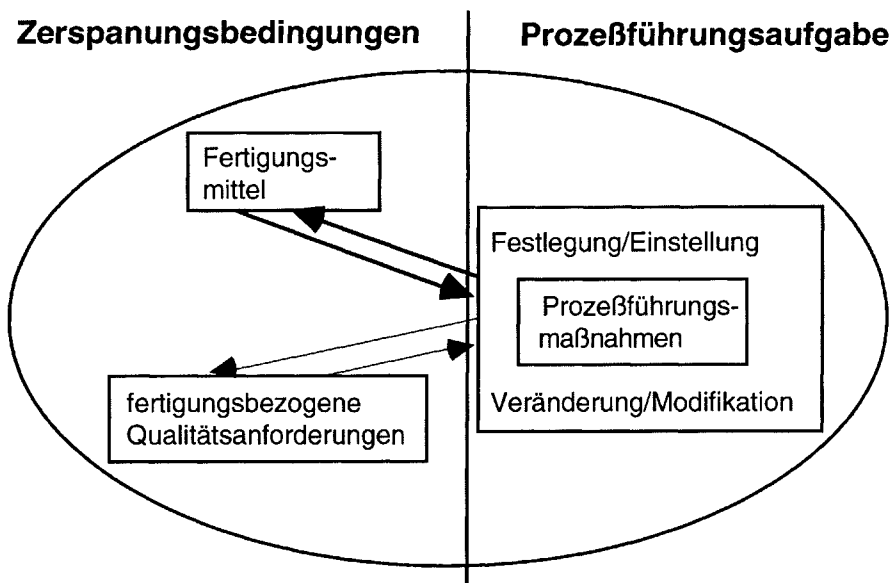 Zerspanungsbedingungen
Prozeßführungsaufgabe
Fertigungs-
mittel
fertigungsbezogene
Qualitätsanforderungen
Festlegung/Einstellung
Prozeßführungs-
maßnahmen
Veränderung/Modifikation